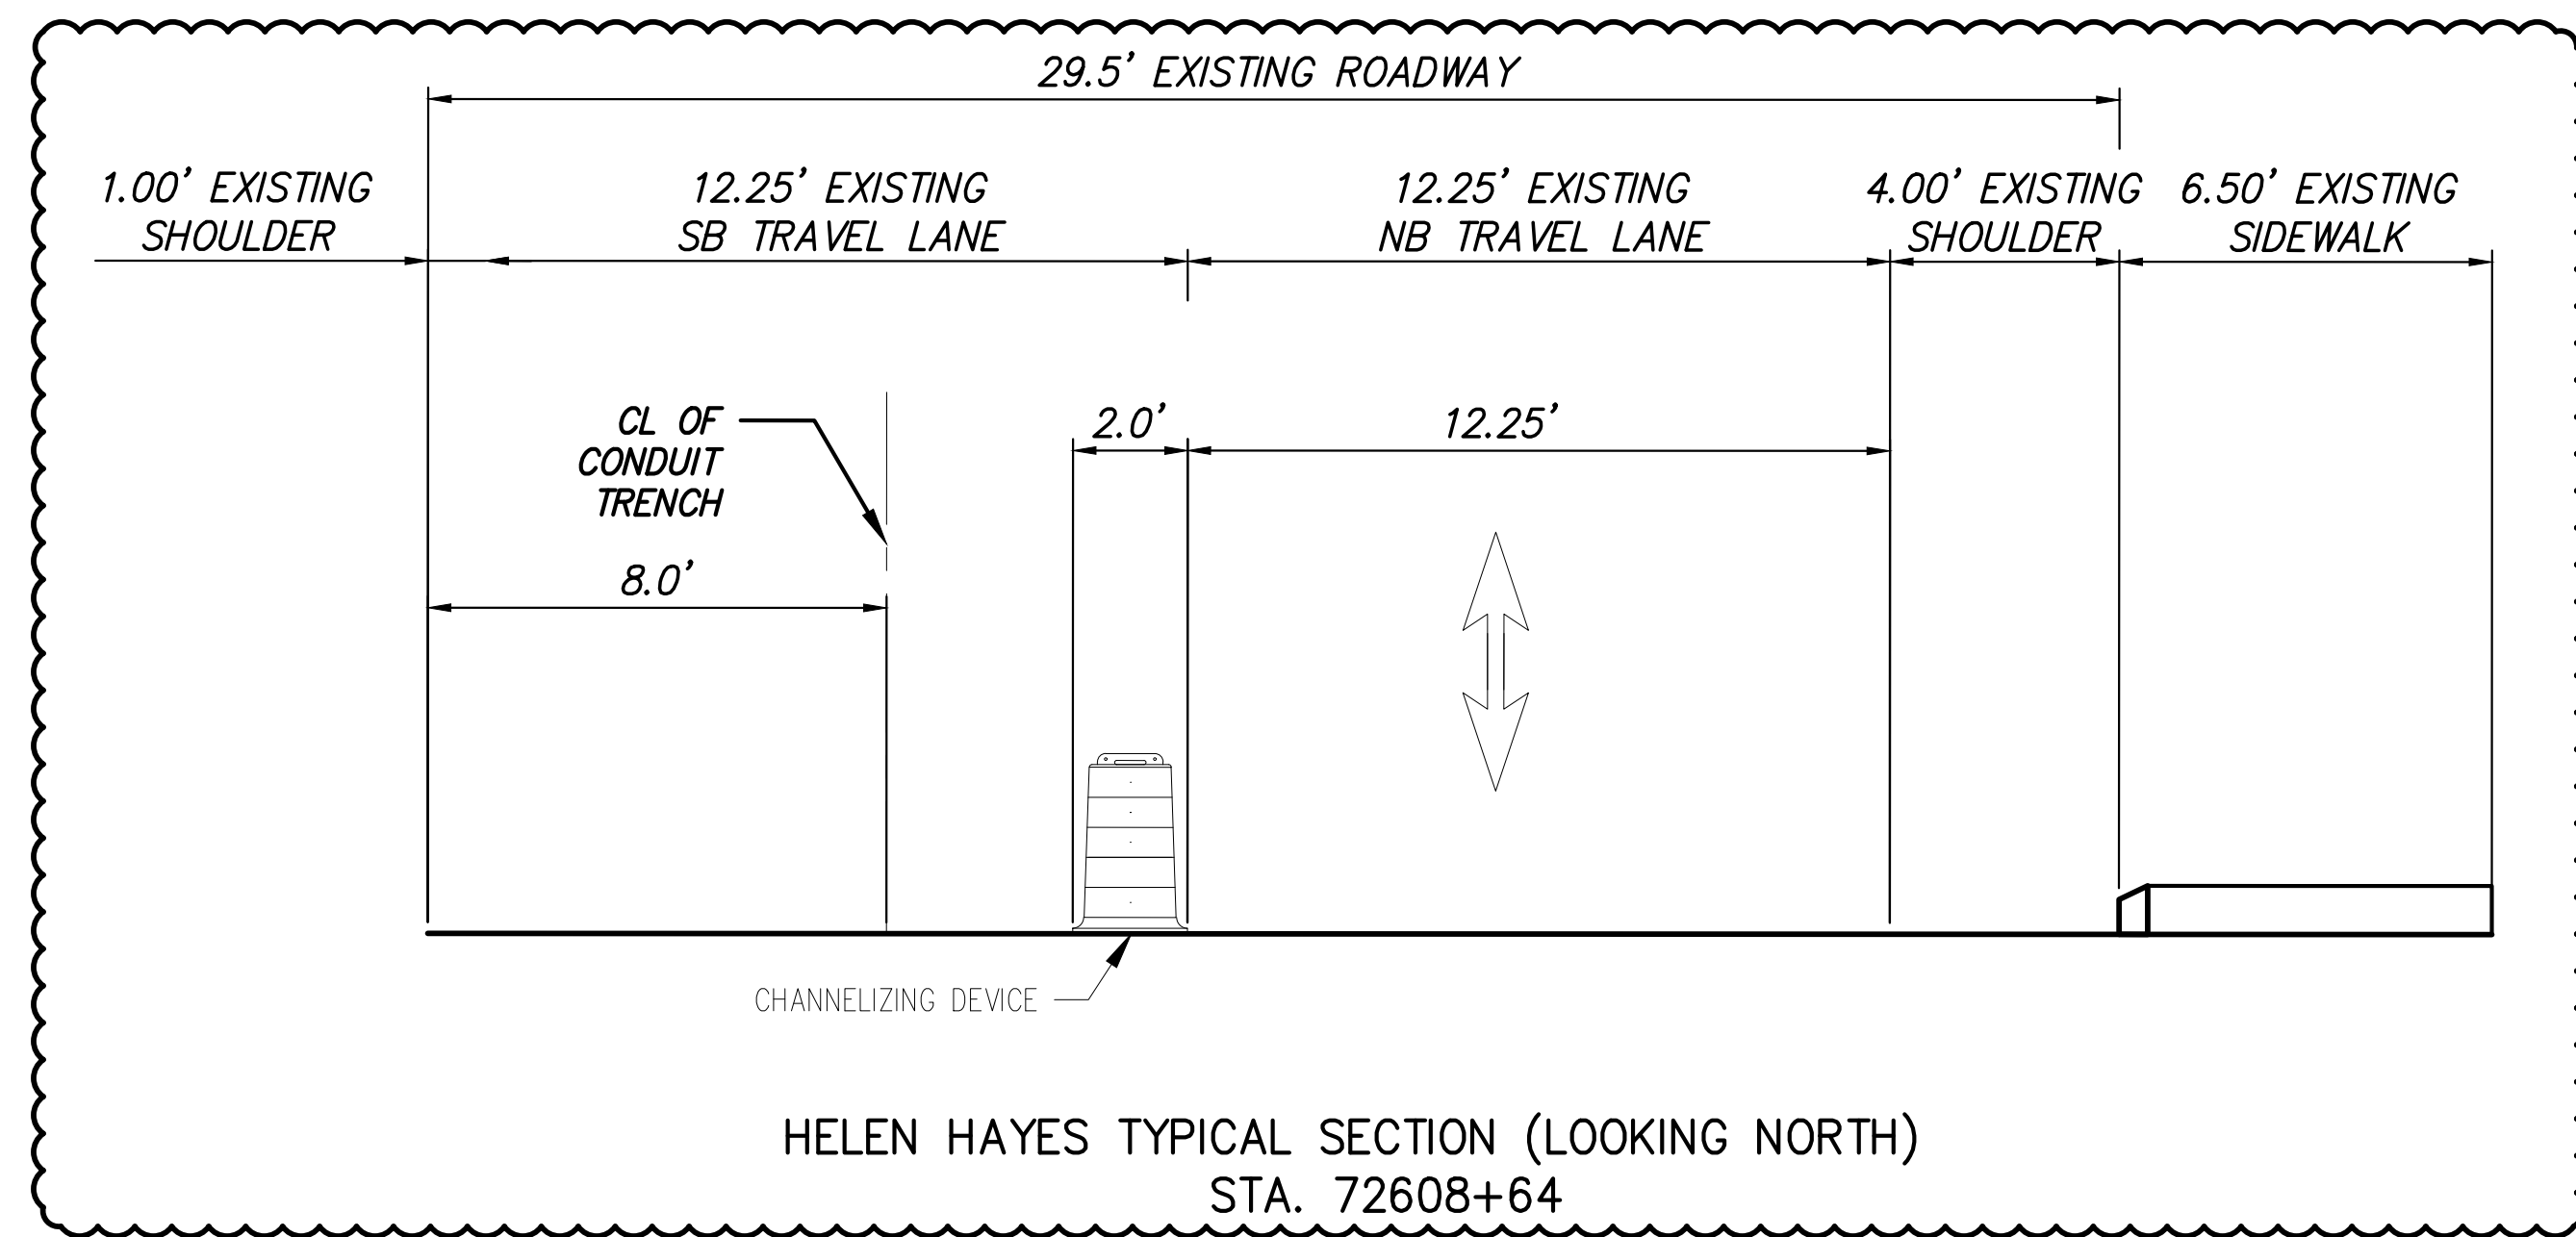 29.5' EXISTING ROADWAY
1.00' EXISTING
SHOULDER
12.25' EXISTING
SB TRAVEL LANE
12.25' EXISTING
NB TRAVEL LANE
4.00' EXISTING
SHOULDER
6.50' EXISTING
SIDEWALK
CL OF
CONDUIT
TRENCH
2.0'
12.25'
8.0'
CHANNELIZING DEVICE
HELEN HAYES TYPICAL SECTION (LOOKING NORTH)
STA. 72608+64